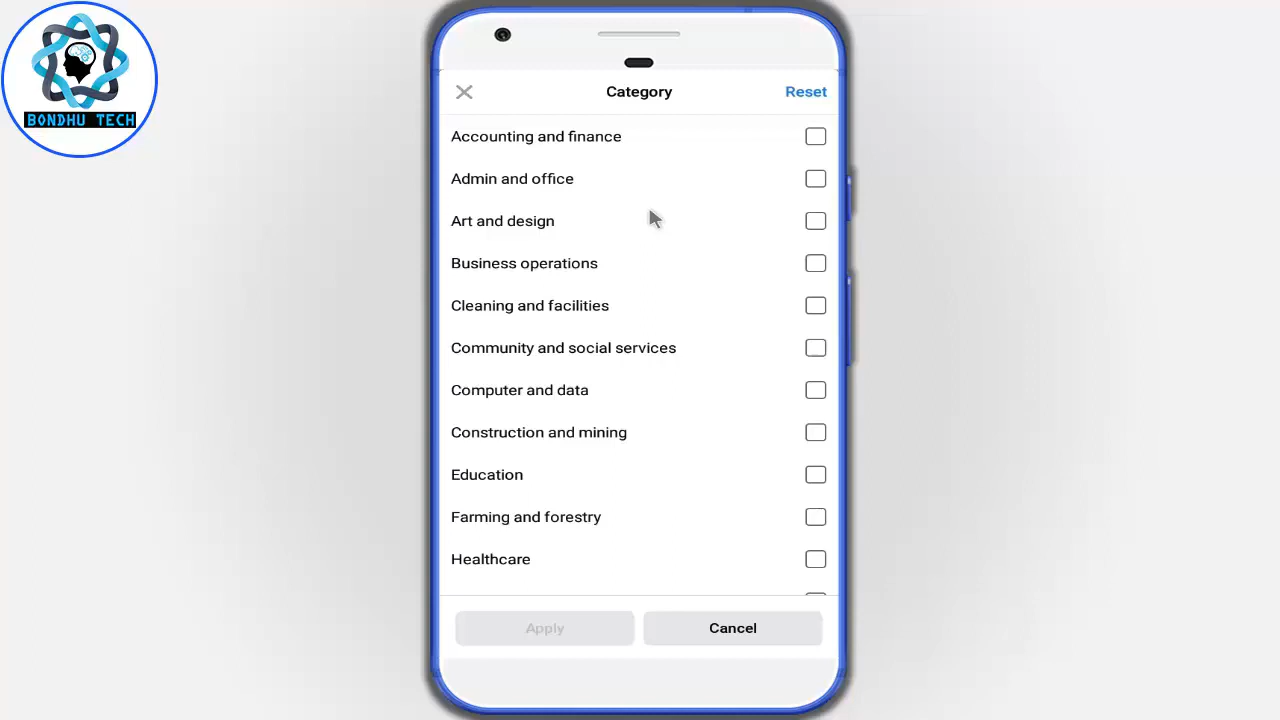 BONDHU TECH
Category
Reset
Accounting and finance
Admin and office
Art and design
Business operations
Cleaning and facilities
Community and social services
Computer and data
Construction and mining
Education
Farming and forestry
Healthcare
Apply
Cancel